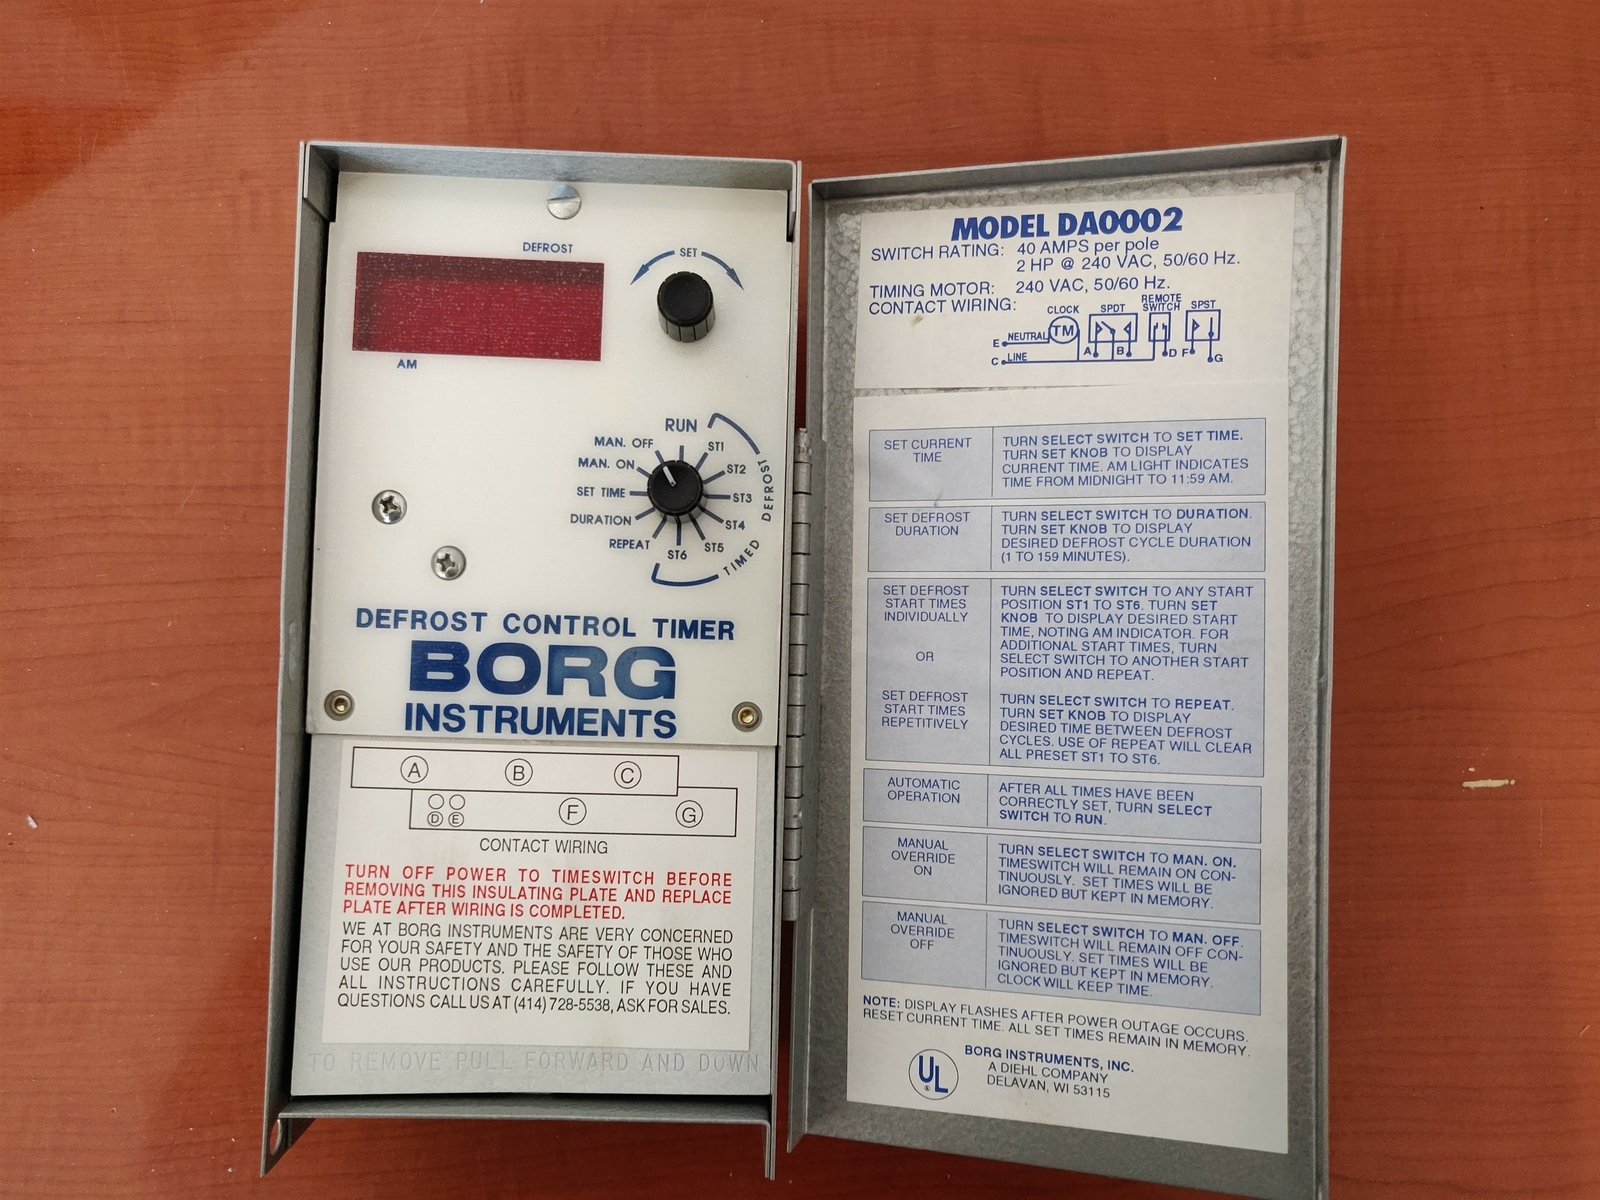 DEFROST
SET
AM
RUN
MAN. OFF
MAN. ON
SET TIME
DURATION
REPEAT
ST1
ST2
ST3
ST4
ST5
ST6
TIMED DEFROST
DEFROST CONTROL TIMER
BORG
INSTRUMENTS
A B C
D E F G
CONTACT WIRING
TURN OFF POWER TO TIMESWITCH BEFORE
REMOVING THIS INSULATING PLATE AND REPLACE
PLATE AFTER WIRING IS COMPLETED.
WE AT BORG INSTRUMENTS ARE VERY CONCERNED
FOR YOUR SAFETY AND THE SAFETY OF THOSE WHO
USE OUR PRODUCTS. PLEASE FOLLOW THESE AND
ALL INSTRUCTIONS CAREFULLY. IF YOU HAVE
QUESTIONS CALL US AT (414) 728-5538, ASK FOR SALES.
TO REMOVE PULL FORWARD AND DOWN
MODEL DA0002
SWITCH RATING: 40 AMPS per pole
2 HP @ 240 VAC, 50/60 Hz.
TIMING MOTOR: 240 VAC, 50/60 Hz.
CONTACT WIRING:
CLOCK SPDT REMOTE SWITCH SPST
E NEUTRAL TM
C LINE A B D F G
SET CURRENT
TIME
TURN SELECT SWITCH TO SET TIME.
TURN SET KNOB TO DISPLAY
CURRENT TIME. AM LIGHT INDICATES
TIME FROM MIDNIGHT TO 11:59 AM.
SET DEFROST
DURATION
TURN SELECT SWITCH TO DURATION.
TURN SET KNOB TO DISPLAY
DESIRED DEFROST CYCLE DURATION
(1 TO 159 MINUTES).
SET DEFROST
START TIMES
INDIVIDUALLY
TURN SELECT SWITCH TO ANY START
POSITION ST1 TO ST6. TURN SET
KNOB TO DISPLAY DESIRED START
TIME, NOTING AM INDICATOR. FOR
ADDITIONAL START TIMES, TURN
SELECT SWITCH TO ANOTHER START
POSITION AND REPEAT.
OR
SET DEFROST
START TIMES
REPETITIVELY
TURN SELECT SWITCH TO REPEAT.
TURN SET KNOB TO DISPLAY
DESIRED TIME BETWEEN DEFROST
CYCLES. USE OF REPEAT WILL CLEAR
ALL PRESET ST1 TO ST6.
AUTOMATIC
OPERATION
AFTER ALL TIMES HAVE BEEN
CORRECTLY SET, TURN SELECT
SWITCH TO RUN.
MANUAL
OVERRIDE
ON
TURN SELECT SWITCH TO MAN. ON.
TIMESWITCH WILL REMAIN ON CON-
TINUOUSLY. SET TIMES WILL BE
IGNORED BUT KEPT IN MEMORY.
MANUAL
OVERRIDE
OFF
TURN SELECT SWITCH TO MAN. OFF.
TIMESWITCH WILL REMAIN OFF CON-
TINUOUSLY. SET TIMES WILL BE
IGNORED BUT KEPT IN MEMORY.
CLOCK WILL KEEP TIME.
NOTE: DISPLAY FLASHES AFTER POWER OUTAGE OCCURS.
RESET CURRENT TIME. ALL SET TIMES REMAIN IN MEMORY.
UL
BORG INSTRUMENTS, INC.
A DIEHL COMPANY
DELAVAN, WI 53115